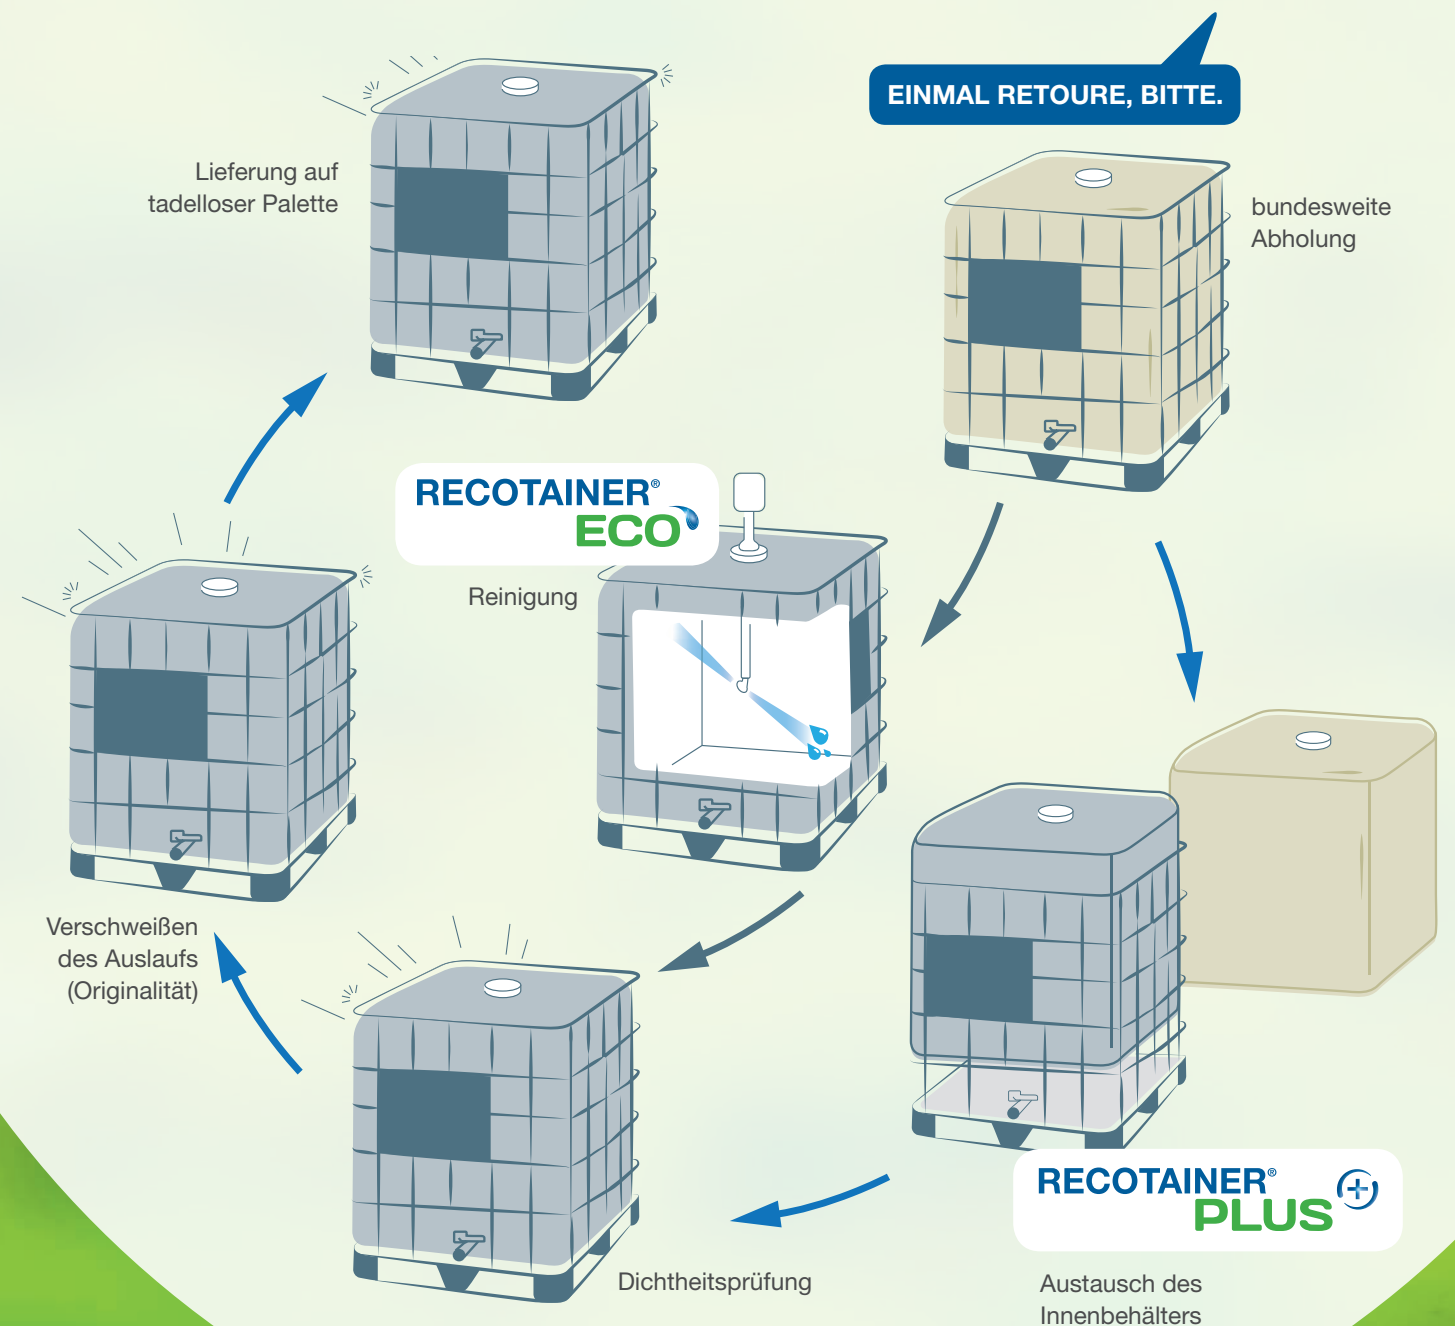 EINMAL RETOURE, BITTE.
Lieferung auf
tadelloser Palette
bundesweite
Abholung
RECOTAINER®
ECO
Reinigung
Verschweißen
des Auslaufs
(Originalität)
RECOTAINER®
PLUS
Dichtheitsprüfung
Austausch des
Innenbehälters